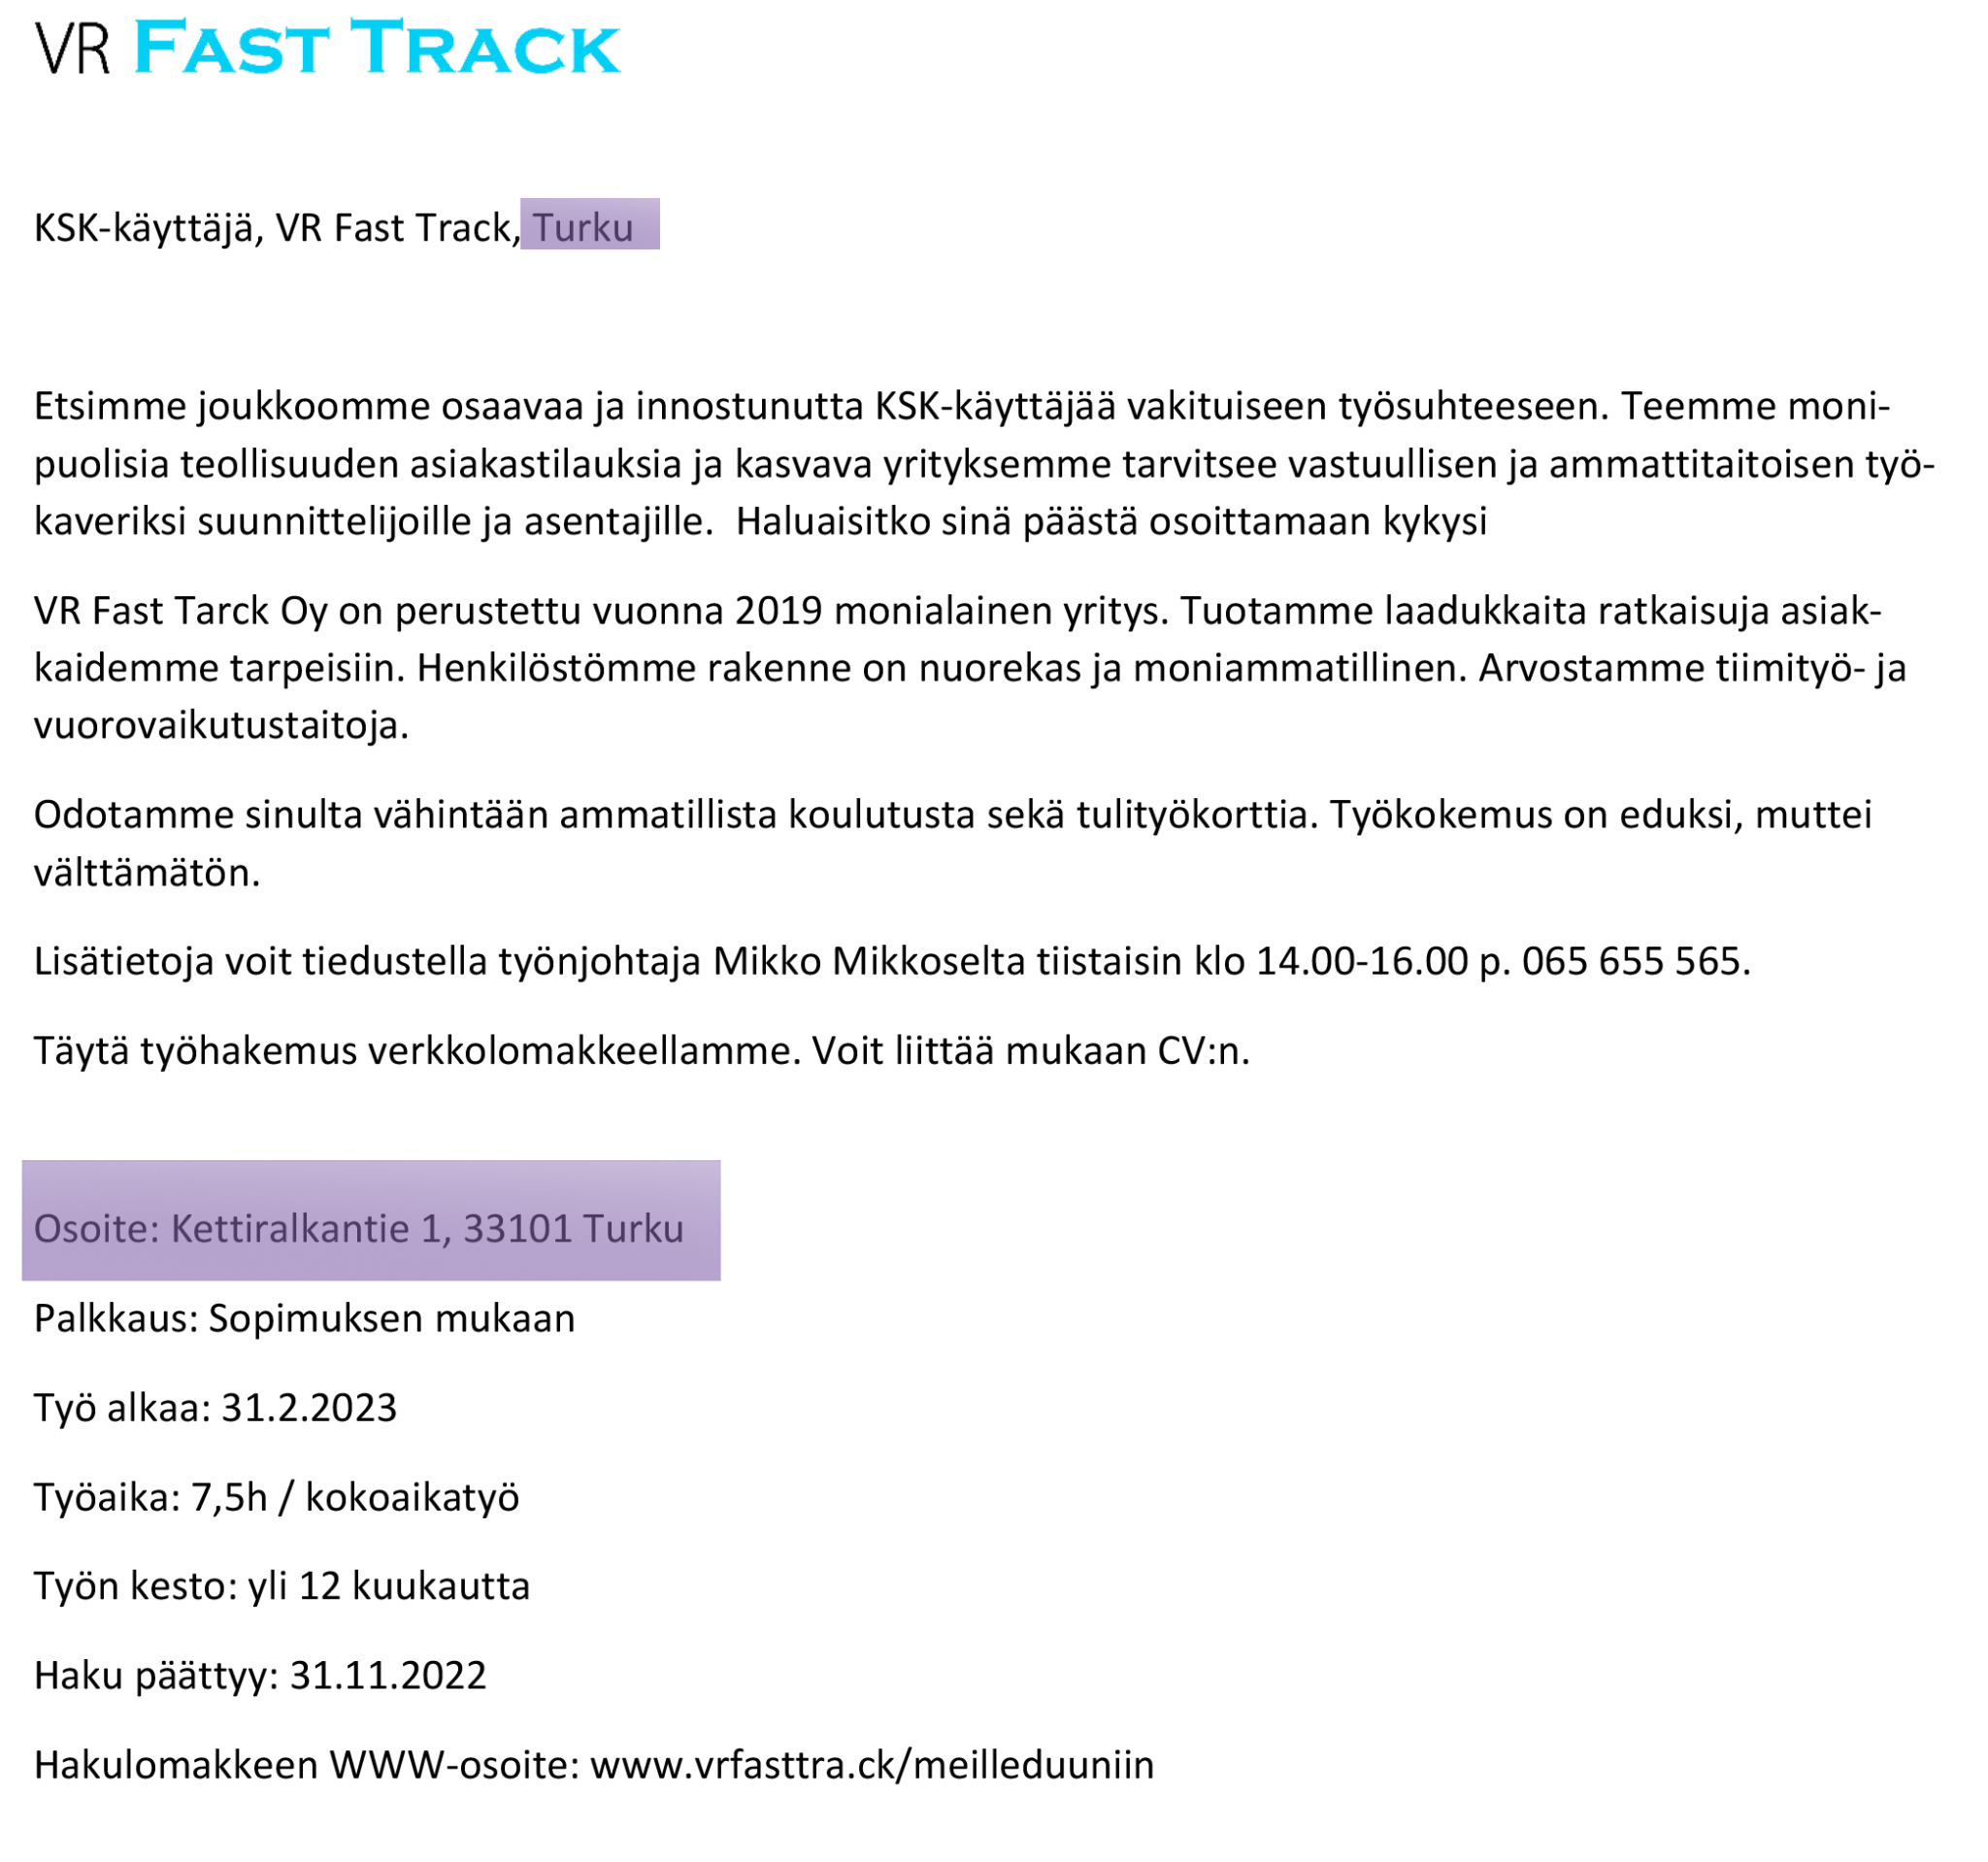 VR FAST TRACK
KSK-käyttäjä, VR Fast Track, Turku
Etsimme joukkoomme osaavaa ja innostunutta KSK-käyttäjää vakituiseen työsuhteeseen. Teemme moni-
puolisia teollisuuden asiakastilauksia ja kasvava yrityksemme tarvitsee vastuullisen ja ammattitaitoisen työ-
kaveriksi suunnittelijoille ja asentajille.  Haluaisitko sinä päästä osoittamaan kykysi
VR Fast Tarck Oy on perustettu vuonna 2019 monialainen yritys. Tuotamme laadukkaita ratkaisuja asiak-
kaidemme tarpeisiin. Henkilöstömme rakenne on nuorekas ja moniammatillinen. Arvostamme tiimityö- ja
vuorovaikutustaitoja.
Odotamme sinulta vähintään ammatillista koulutusta sekä tulityökorttia. Työkokemus on eduksi, muttei
välttämätön.
Lisätietoja voit tiedustella työnjohtaja Mikko Mikkoselta tiistaisin klo 14.00-16.00 p. 065 655 565.
Täytä työhakemus verkkolomakkeellamme. Voit liittää mukaan CV:n.
Osoite: Kettiralkantie 1, 33101 Turku
Palkkaus: Sopimuksen mukaan
Työ alkaa: 31.2.2023
Työaika: 7,5h / kokoaikatyö
Työn kesto: yli 12 kuukautta
Haku päättyy: 31.11.2022
Hakulomakkeen WWW-osoite: www.vrfasttra.ck/meilleduuniin